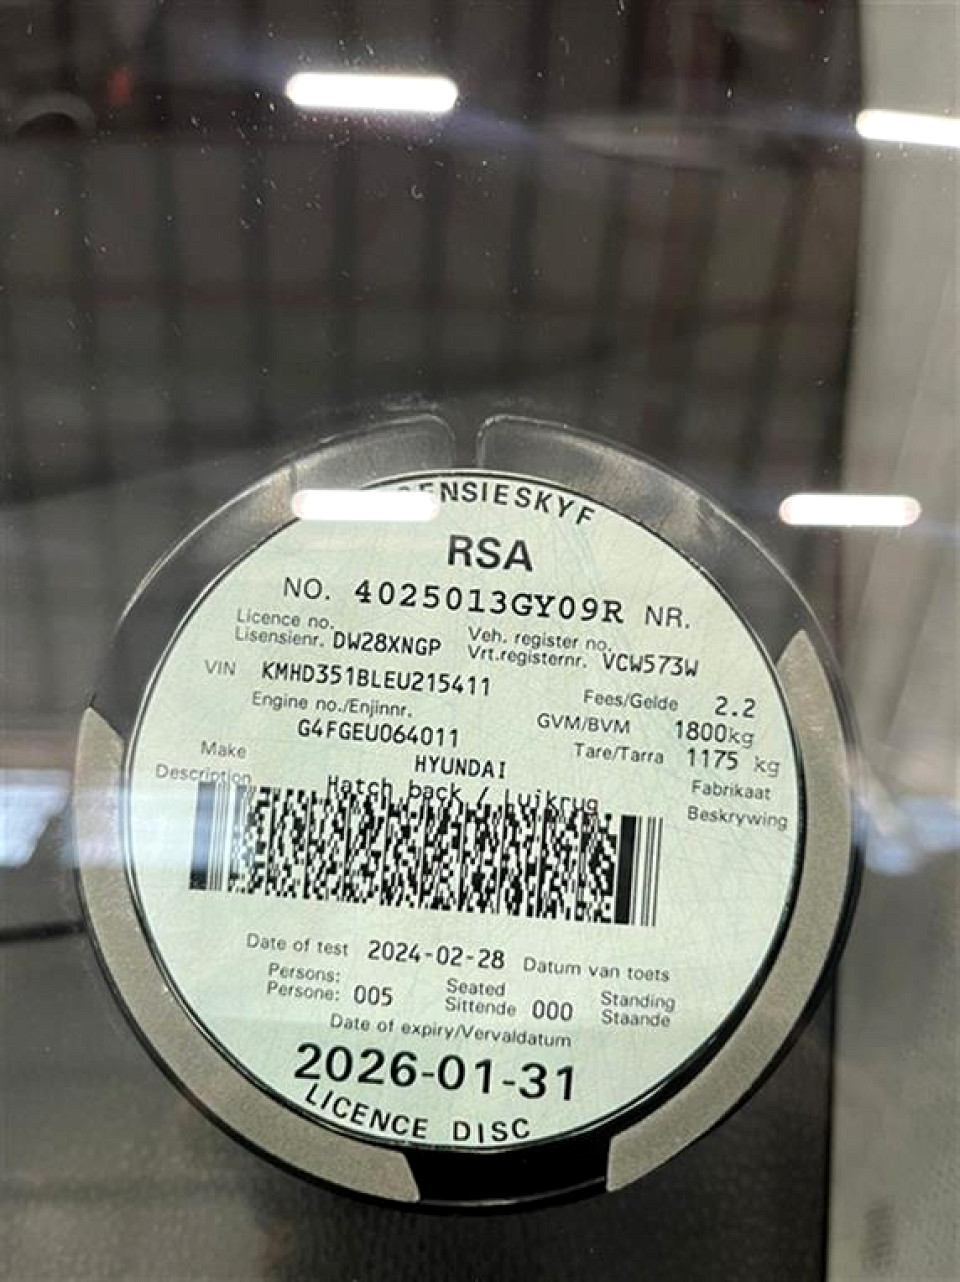 RSA
NO. 4025013GY09R NR.
Licence no. Veh. register no.
Lisensienr. DW28XNGP Vrt.registernr. VCW573W
VIN KMHD351BLEU215411 Fees/Gelde 2.2
Engine no./Enjinnr. GVM/BVM 1800kg
G4FGEU064011 Tare/Tarra 1175 kg
Make HYUNDAI Fabrikaat
Description Hatch back / Luikrug Beskrywing
Date of test 2024-02-28 Datum van toets
Persons: Seated Standing
Persone: 005 Sittende 000 Staande
Date of expiry/Vervaldatum
2026-01-31
LICENCE DISC